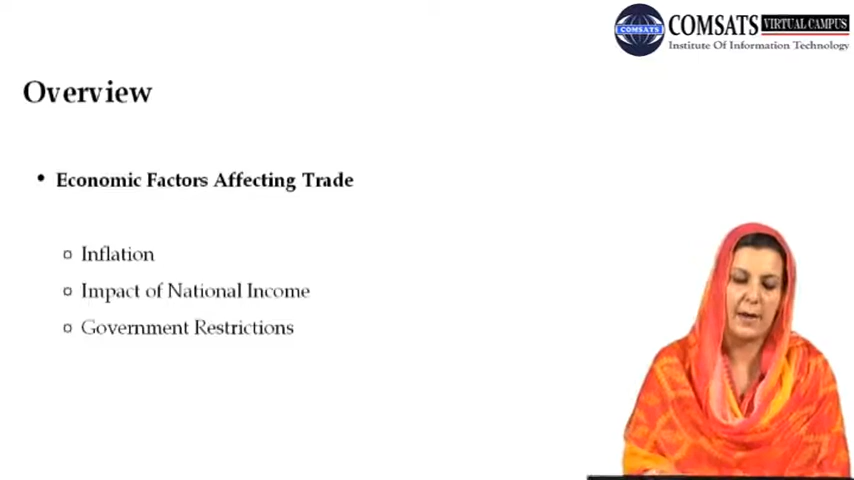 COMSATS VIRTUAL CAMPUS
COMSATS
Institute Of Information Technology
Overview
• Economic Factors Affecting Trade
Inflation
Impact of National Income
Government Restrictions